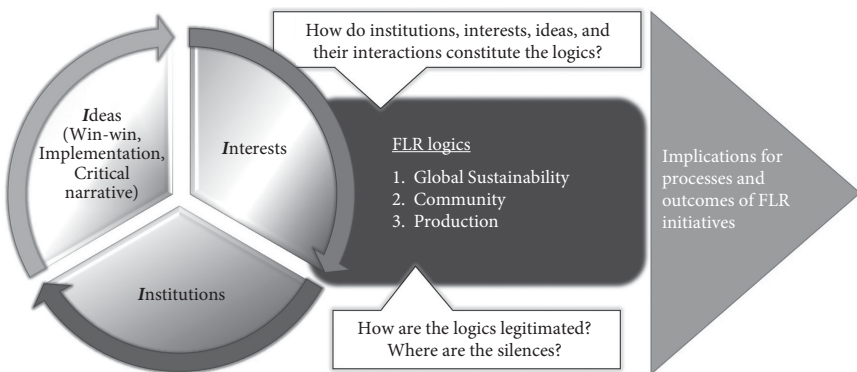 How do institutions, interests, ideas, and
their interactions constitute the logics?
Ideas
(Win-win,
Implementation,
Critical
narrative)
Interests
Institutions
FLR logics
1. Global Sustainability
2. Community
3. Production
How are the logics legitimated?
Where are the silences?
Implications for
processes and
outcomes of FLR
initiatives